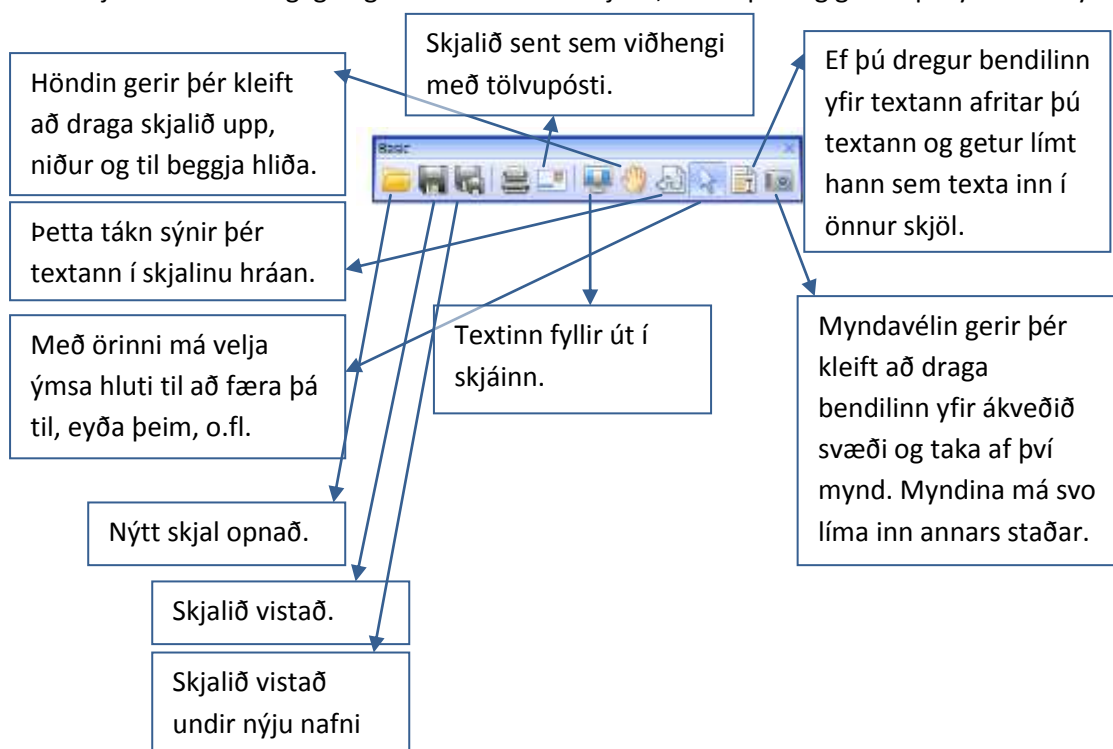 Skjalið sent sem viðhengi
með tölvupósti.
Höndin gerir þér kleift
að draga skjalið upp,
niður og til beggja hliða.
Ef þú dregur bendilinn
yfir textann afritar þú
textann og getur límt
hann sem texta inn í
önnur skjöl.
Basic
Þetta tákn sýnir þér
textann í skjalinu hráan.
Með örinni má velja
ýmsa hluti til að færa þá
til, eyða þeim, o.fl.
Textinn fyllir út í
skjáinn.
Myndavélin gerir þér
kleift að draga
bendilinn yfir ákveðið
svæði og taka af því
mynd. Myndina má svo
líma inn annars staðar.
Nýtt skjal opnað.
Skjalið vistað.
Skjalið vistað
undir nýju nafni